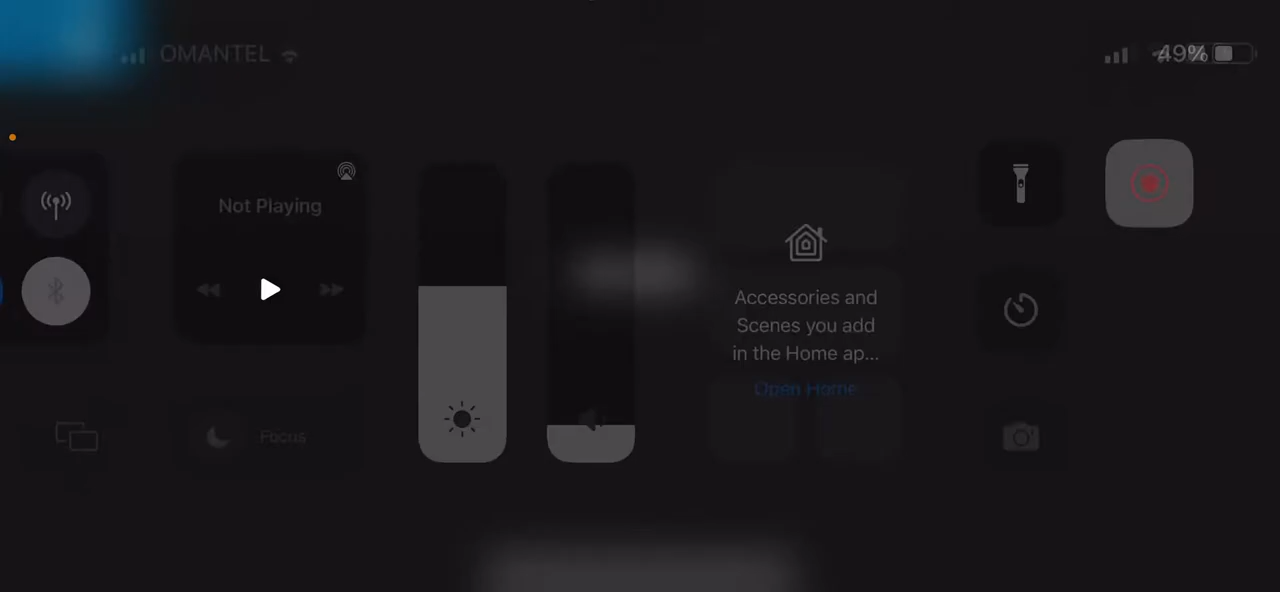 OMANTEL
49%
Not Playing
Accessories and
Scenes you add
in the Home ap...
Open Home
Focus